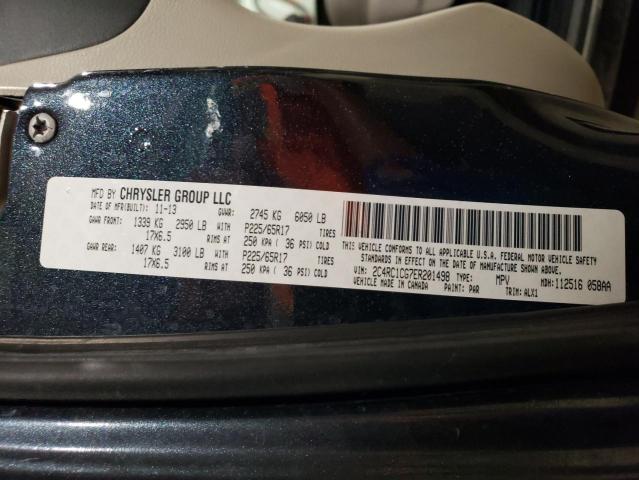 MFD BY CHRYSLER GROUP LLC
DATE OF MFR(BUILT): 11-13 GVWR: 2745 KG 6050 LB
GAWR FRONT: 1339 KG 2950 LB WITH P225/65R17 TIRES
17X6.5 RIMS AT 250 KPA ( 36 PSI) COLD
GAWR REAR: 1407 KG 3100 LB WITH P225/65R17 TIRES
17X6.5 RIMS AT 250 KPA ( 36 PSI) COLD
THIS VEHICLE CONFORMS TO ALL APPLICABLE U.S.A. FEDERAL MOTOR VEHICLE SAFETY
STANDARDS IN EFFECT ON THE DATE OF MANUFACTURE SHOWN ABOVE.
VIN: 2C4RC1CG7ER201498 TYPE: MPV
VEHICLE MADE IN CANADA PAINT: PAR TRIM: ALX1 MDH: 112516 058AA